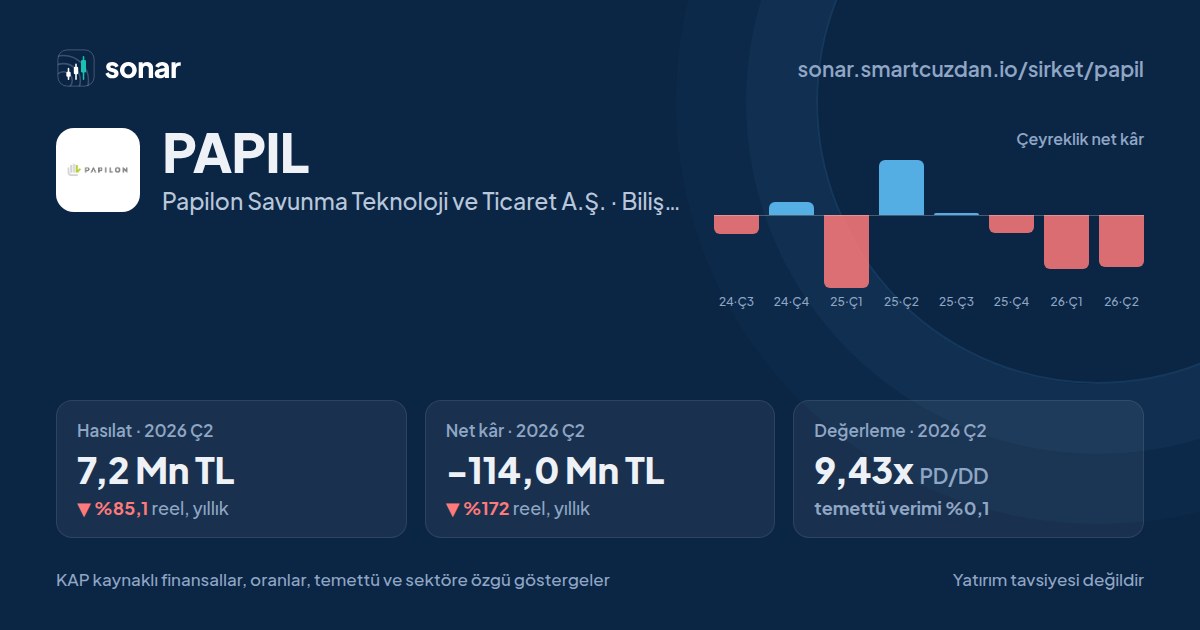 sonar
sonar.smartcuzdan.io/sirket/papil
PAPILON
PAPIL
Papilon Savunma Teknoloji ve Ticaret A.Ş. · Biliş...
Çeyreklik net kâr
24·Ç3 24·Ç4 25·Ç1 25·Ç2 25·Ç3 25·Ç4 26·Ç1 26·Ç2
Hasılat · 2026 Ç2
7,2 Mn TL
▼ %85,1 reel, yıllık
Net kâr · 2026 Ç2
−114,0 Mn TL
▼ %172 reel, yıllık
Değerleme · 2026 Ç2
9,43x PD/DD
temettü verimi %0,1
KAP kaynaklı finansallar, oranlar, temettü ve sektöre özgü göstergeler
Yatırım tavsiyesi değildir